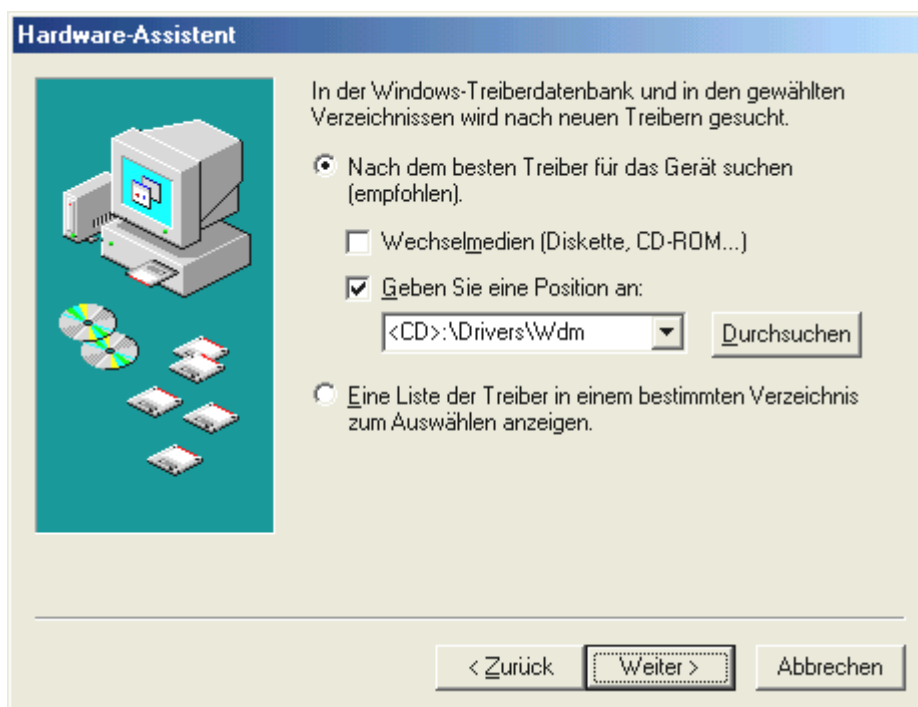 Hardware-Assistent
In der Windows-Treiberdatenbank und in den gewählten
Verzeichnissen wird nach neuen Treibern gesucht.
Nach dem besten Treiber für das Gerät suchen
(empfohlen).
Wechselmedien (Diskette, CD-ROM...)
Geben Sie eine Position an:
<CD>:\Drivers\Wdm
Durchsuchen
Eine Liste der Treiber in einem bestimmten Verzeichnis
zum Auswählen anzeigen.
< Zurück Weiter > Abbrechen